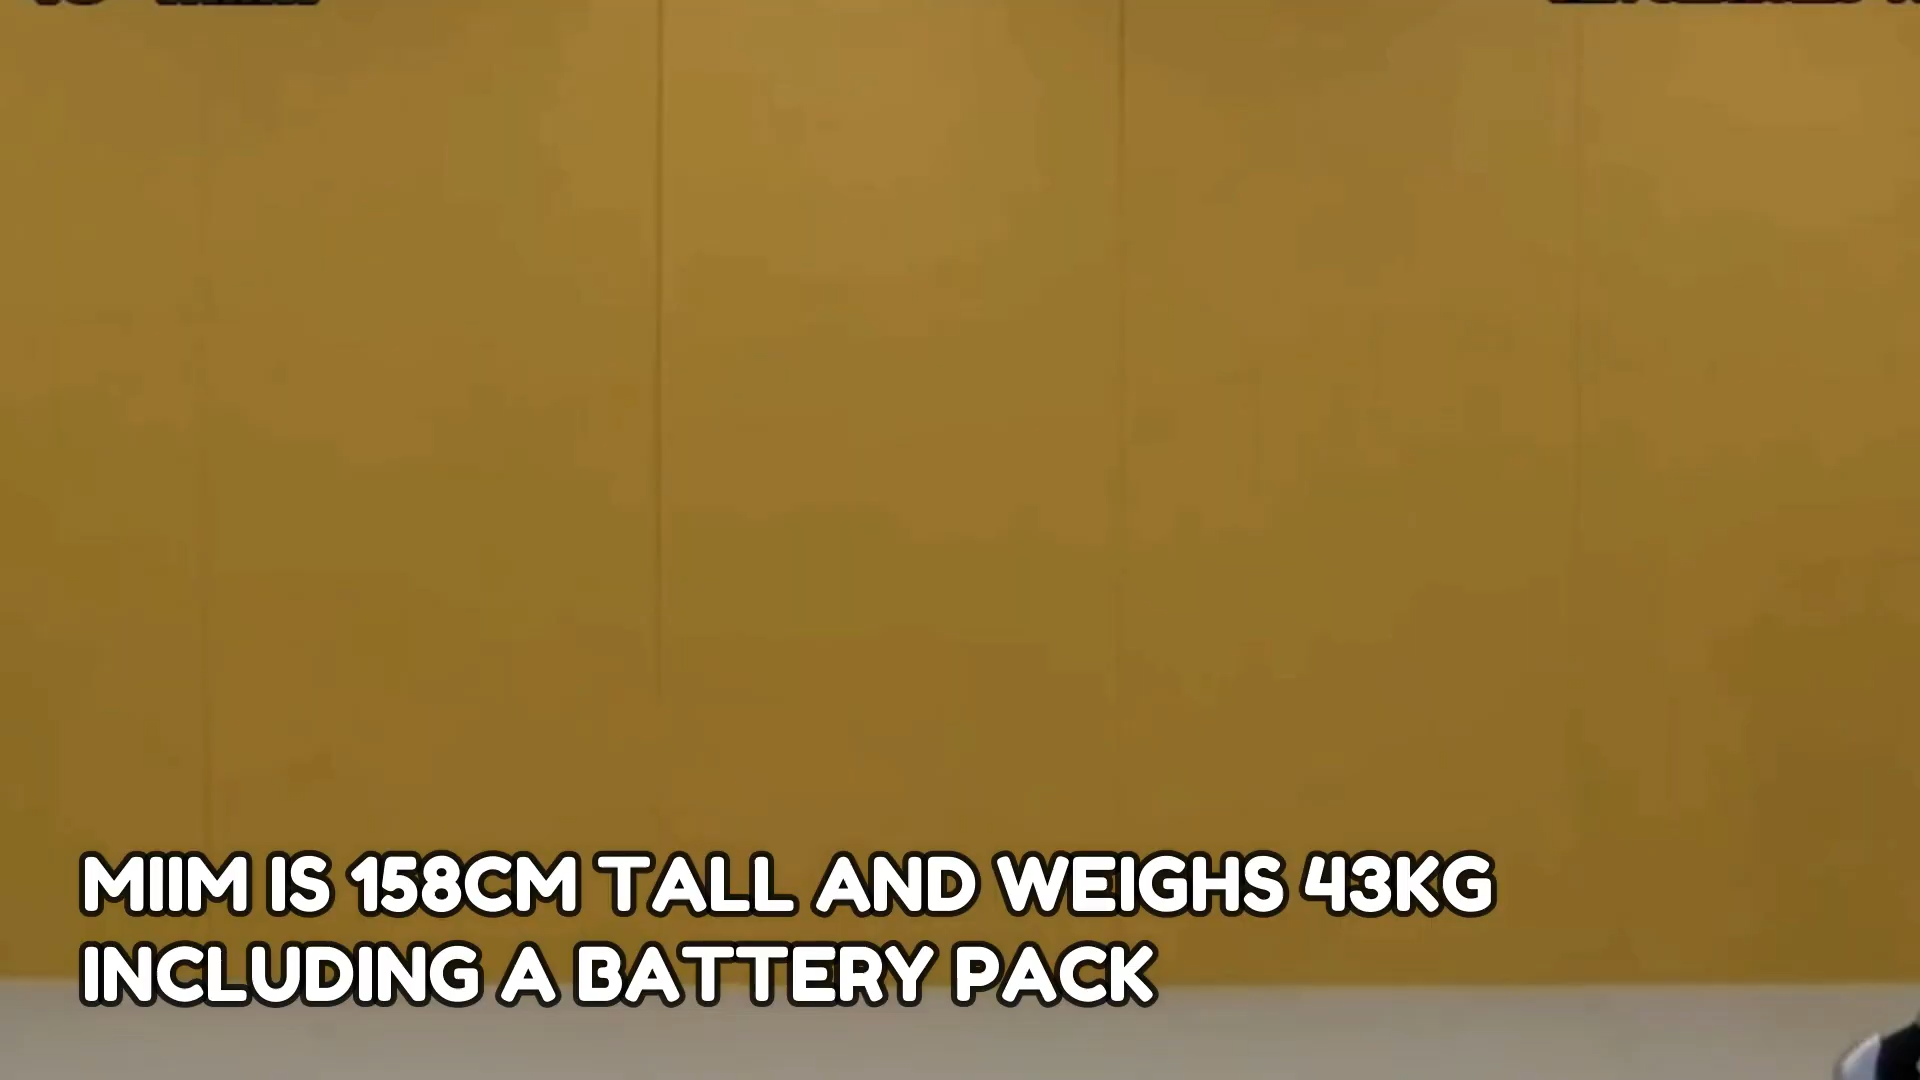 MIIM IS 158CM TALL AND WEIGHS 43KG
INCLUDING A BATTERY PACK